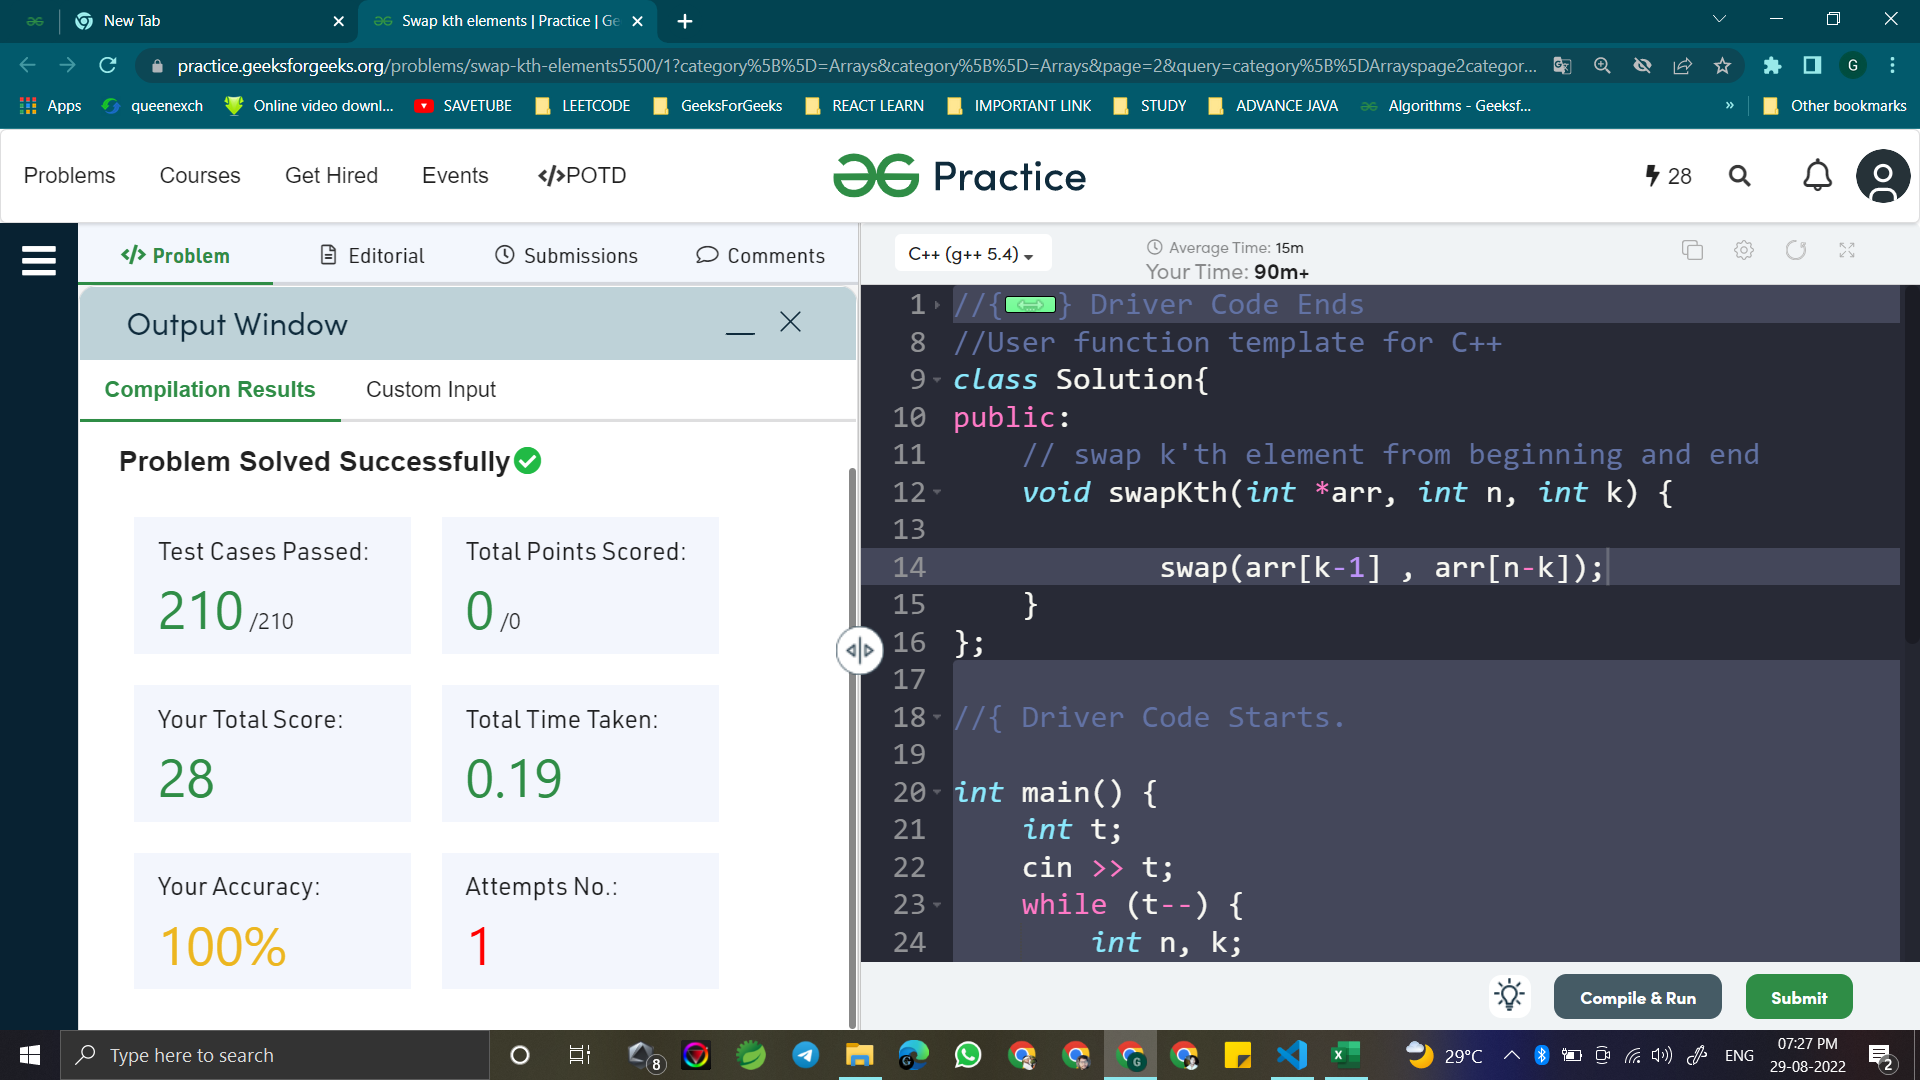 New Tab
Swap kth elements | Practice | Ge
practice.geeksforgeeks.org/problems/swap-kth-elements5500/1?category%5B%5D=Arrays&category%5B%5D=Arrays&page=2&query=category%5B%5DArrayspage2categor...
G
Apps
queenexch
Online video downl...
SAVETUBE
LEETCODE
GeeksForGeeks
REACT LEARN
IMPORTANT LINK
STUDY
ADVANCE JAVA
Algorithms - Geeksf...
»
Other bookmarks
Problems
Courses
Get Hired
Events
</>POTD
Practice
28
</> Problem
Editorial
Submissions
Comments
C++ (g++ 5.4)
Average Time: 15m
Your Time: 90m+
Output Window
Compilation Results
Custom Input
Problem Solved Successfully
Test Cases Passed:
210 /210
Total Points Scored:
0 /0
Your Total Score:
28
Total Time Taken:
0.19
Your Accuracy:
100%
Attempts No.:
1
1 //{ } Driver Code Ends
8 //User function template for C++
9 class Solution{
10 public:
11 // swap k'th element from beginning and end
12 void swapKth(int *arr, int n, int k) {
13
14 swap(arr[k-1] , arr[n-k]);
15 }
16 };
17
18 //{ Driver Code Starts.
19
20 int main() {
21 int t;
22 cin >> t;
23 while (t--) {
24 int n, k;
Compile & Run
Submit
Type here to search
8
29°C
ENG
07:27 PM
29-08-2022
2